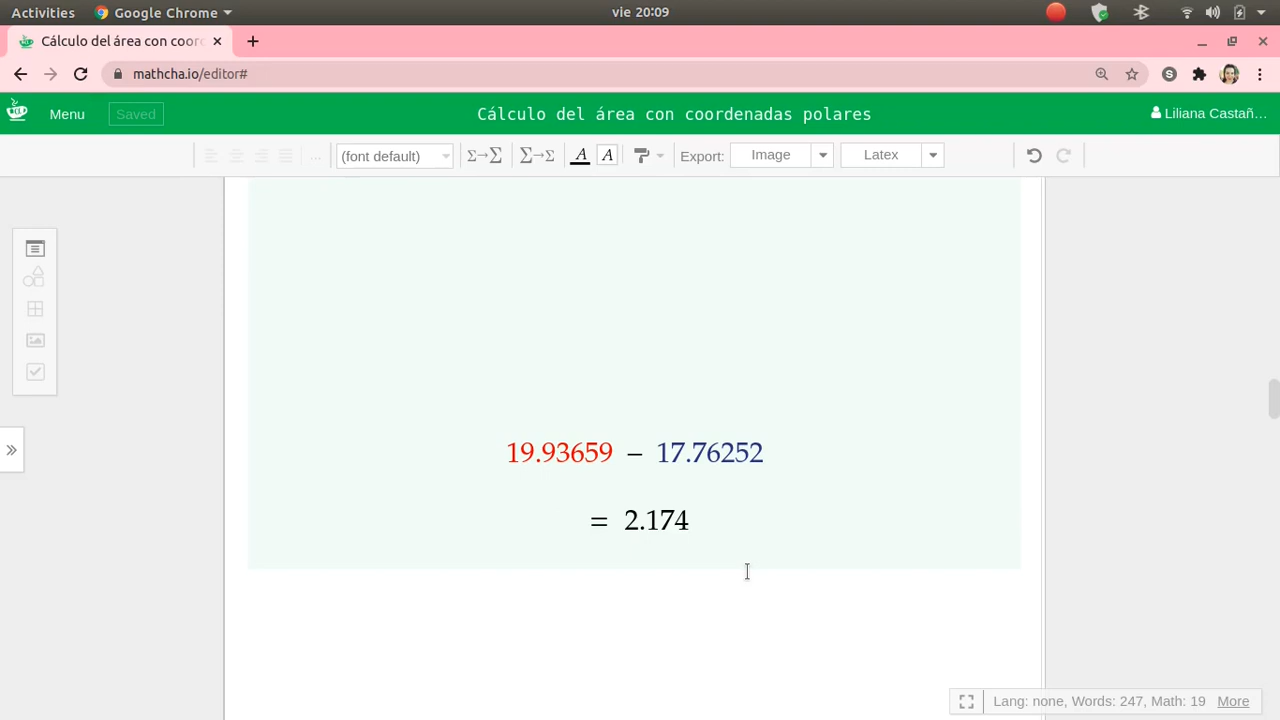 Activities Google Chrome vie 20:09
Cálculo del área con coor
mathcha.io/editor#
Menu Saved Cálculo del área con coordenadas polares Liliana Castañ...
... (font default) Σ→Σ Σ→Σ A A Export: Image Latex
19.93659 – 17.76252
= 2.174
Lang: none, Words: 247, Math: 19 More